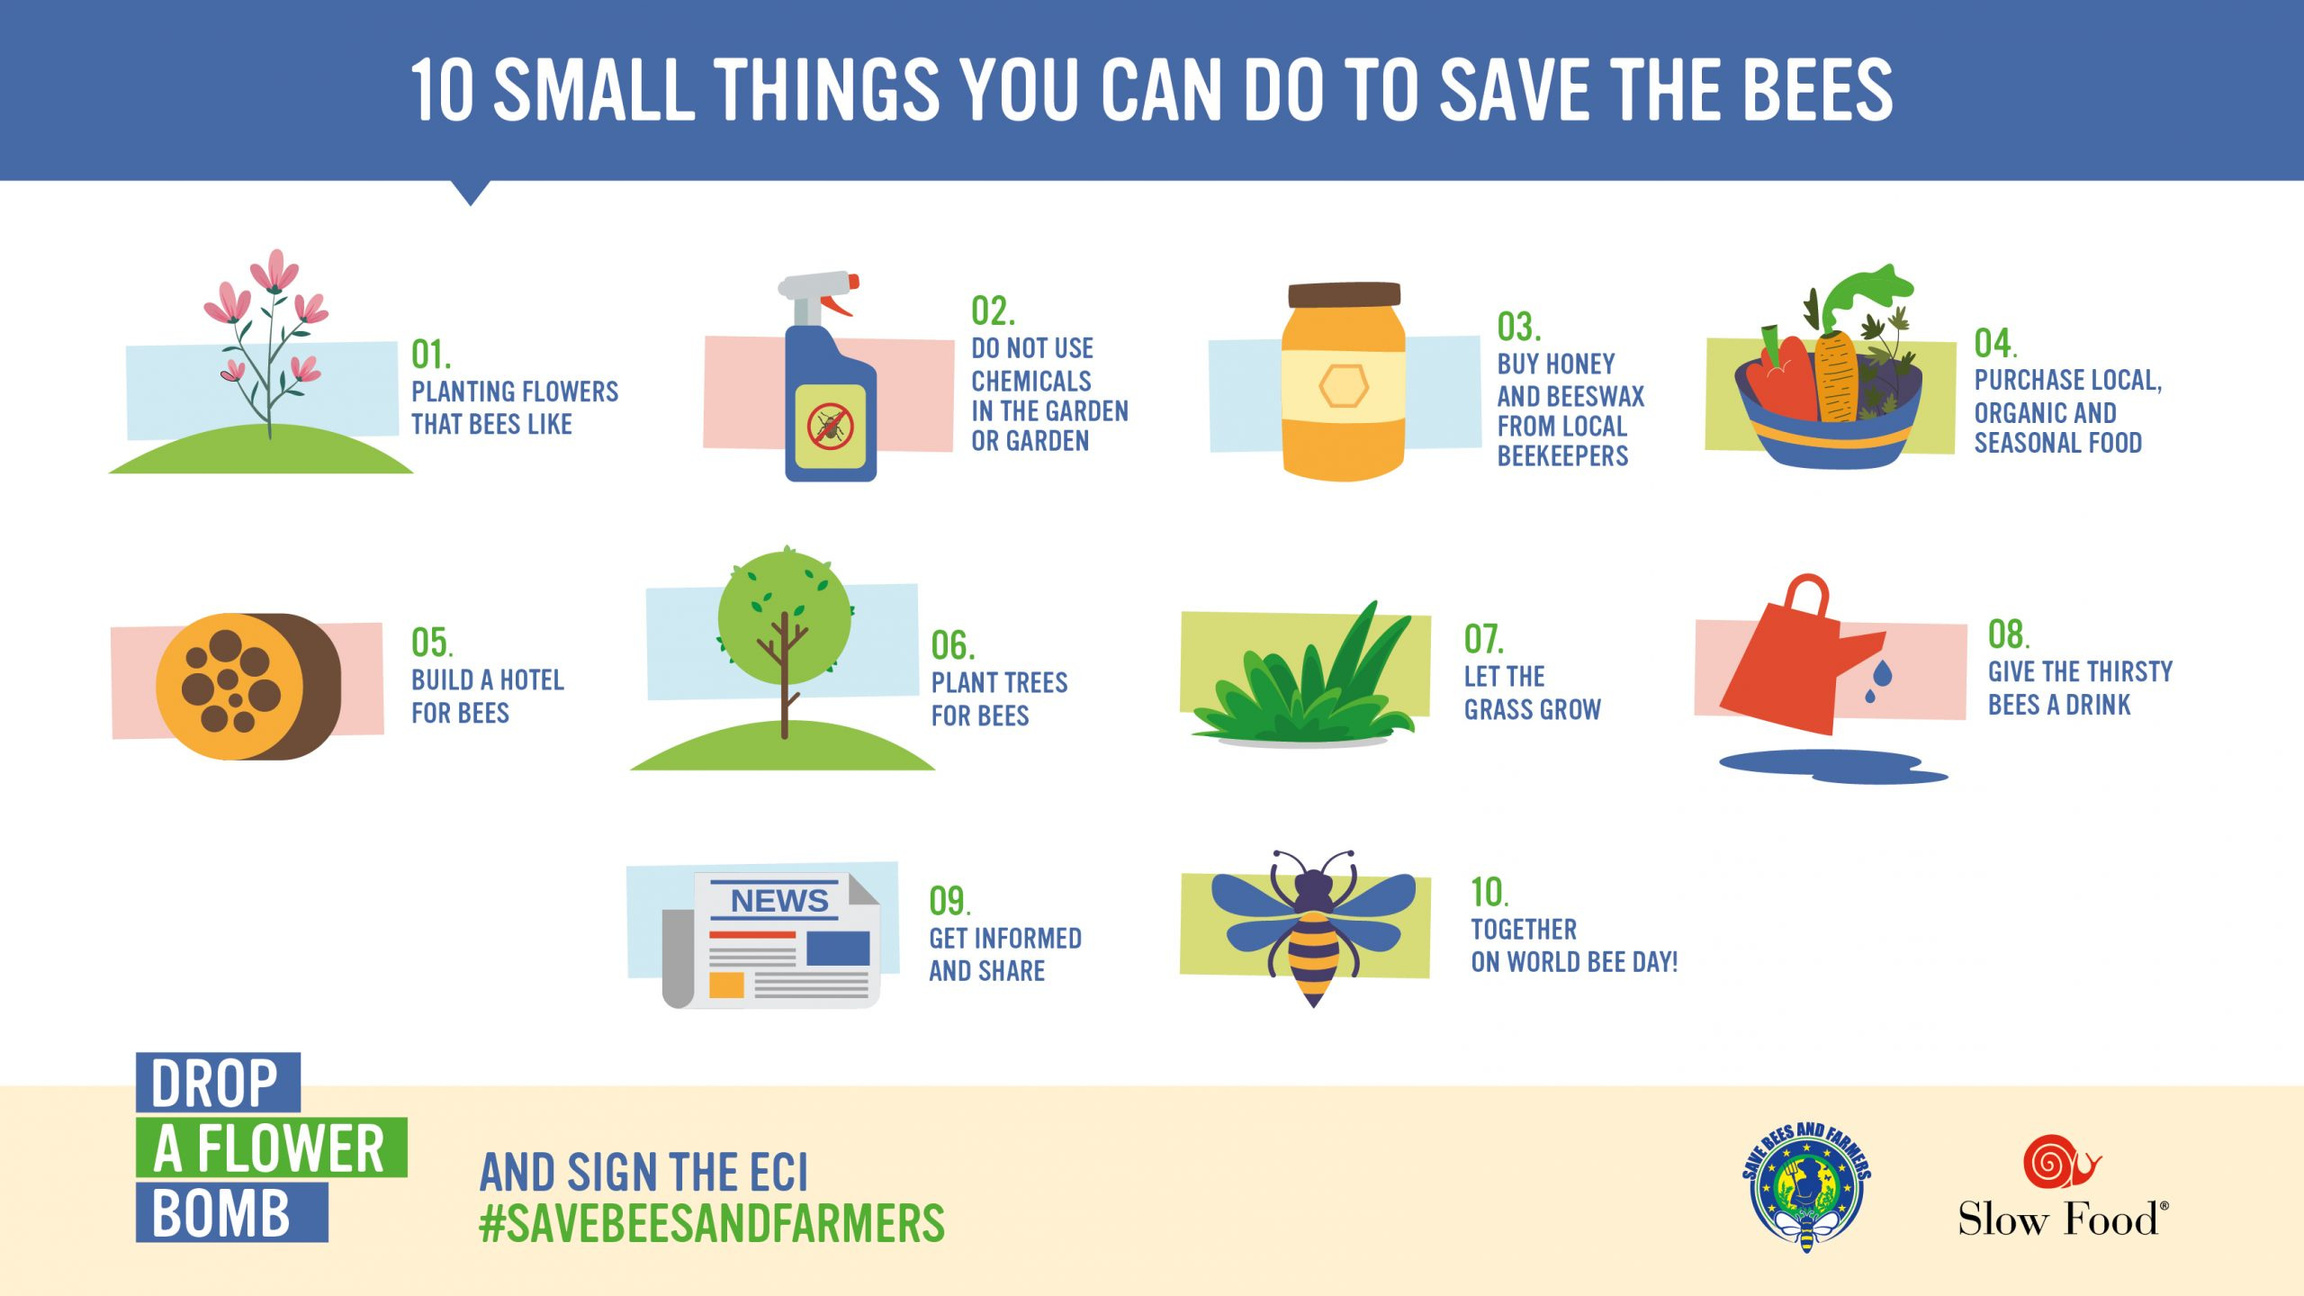 10 SMALL THINGS YOU CAN DO TO SAVE THE BEES
01.
PLANTING FLOWERS
THAT BEES LIKE
02.
DO NOT USE
CHEMICALS
IN THE GARDEN
OR GARDEN
03.
BUY HONEY
AND BEESWAX
FROM LOCAL
BEEKEEPERS
04.
PURCHASE LOCAL,
ORGANIC AND
SEASONAL FOOD
05.
BUILD A HOTEL
FOR BEES
06.
PLANT TREES
FOR BEES
07.
LET THE
GRASS GROW
08.
GIVE THE THIRSTY
BEES A DRINK
NEWS
09.
GET INFORMED
AND SHARE
10.
TOGETHER
ON WORLD BEE DAY!
DROP
A FLOWER
BOMB
AND SIGN THE ECI
#SAVEBEESANDFARMERS
SAVE BEES AND FARMERS
Slow Food®